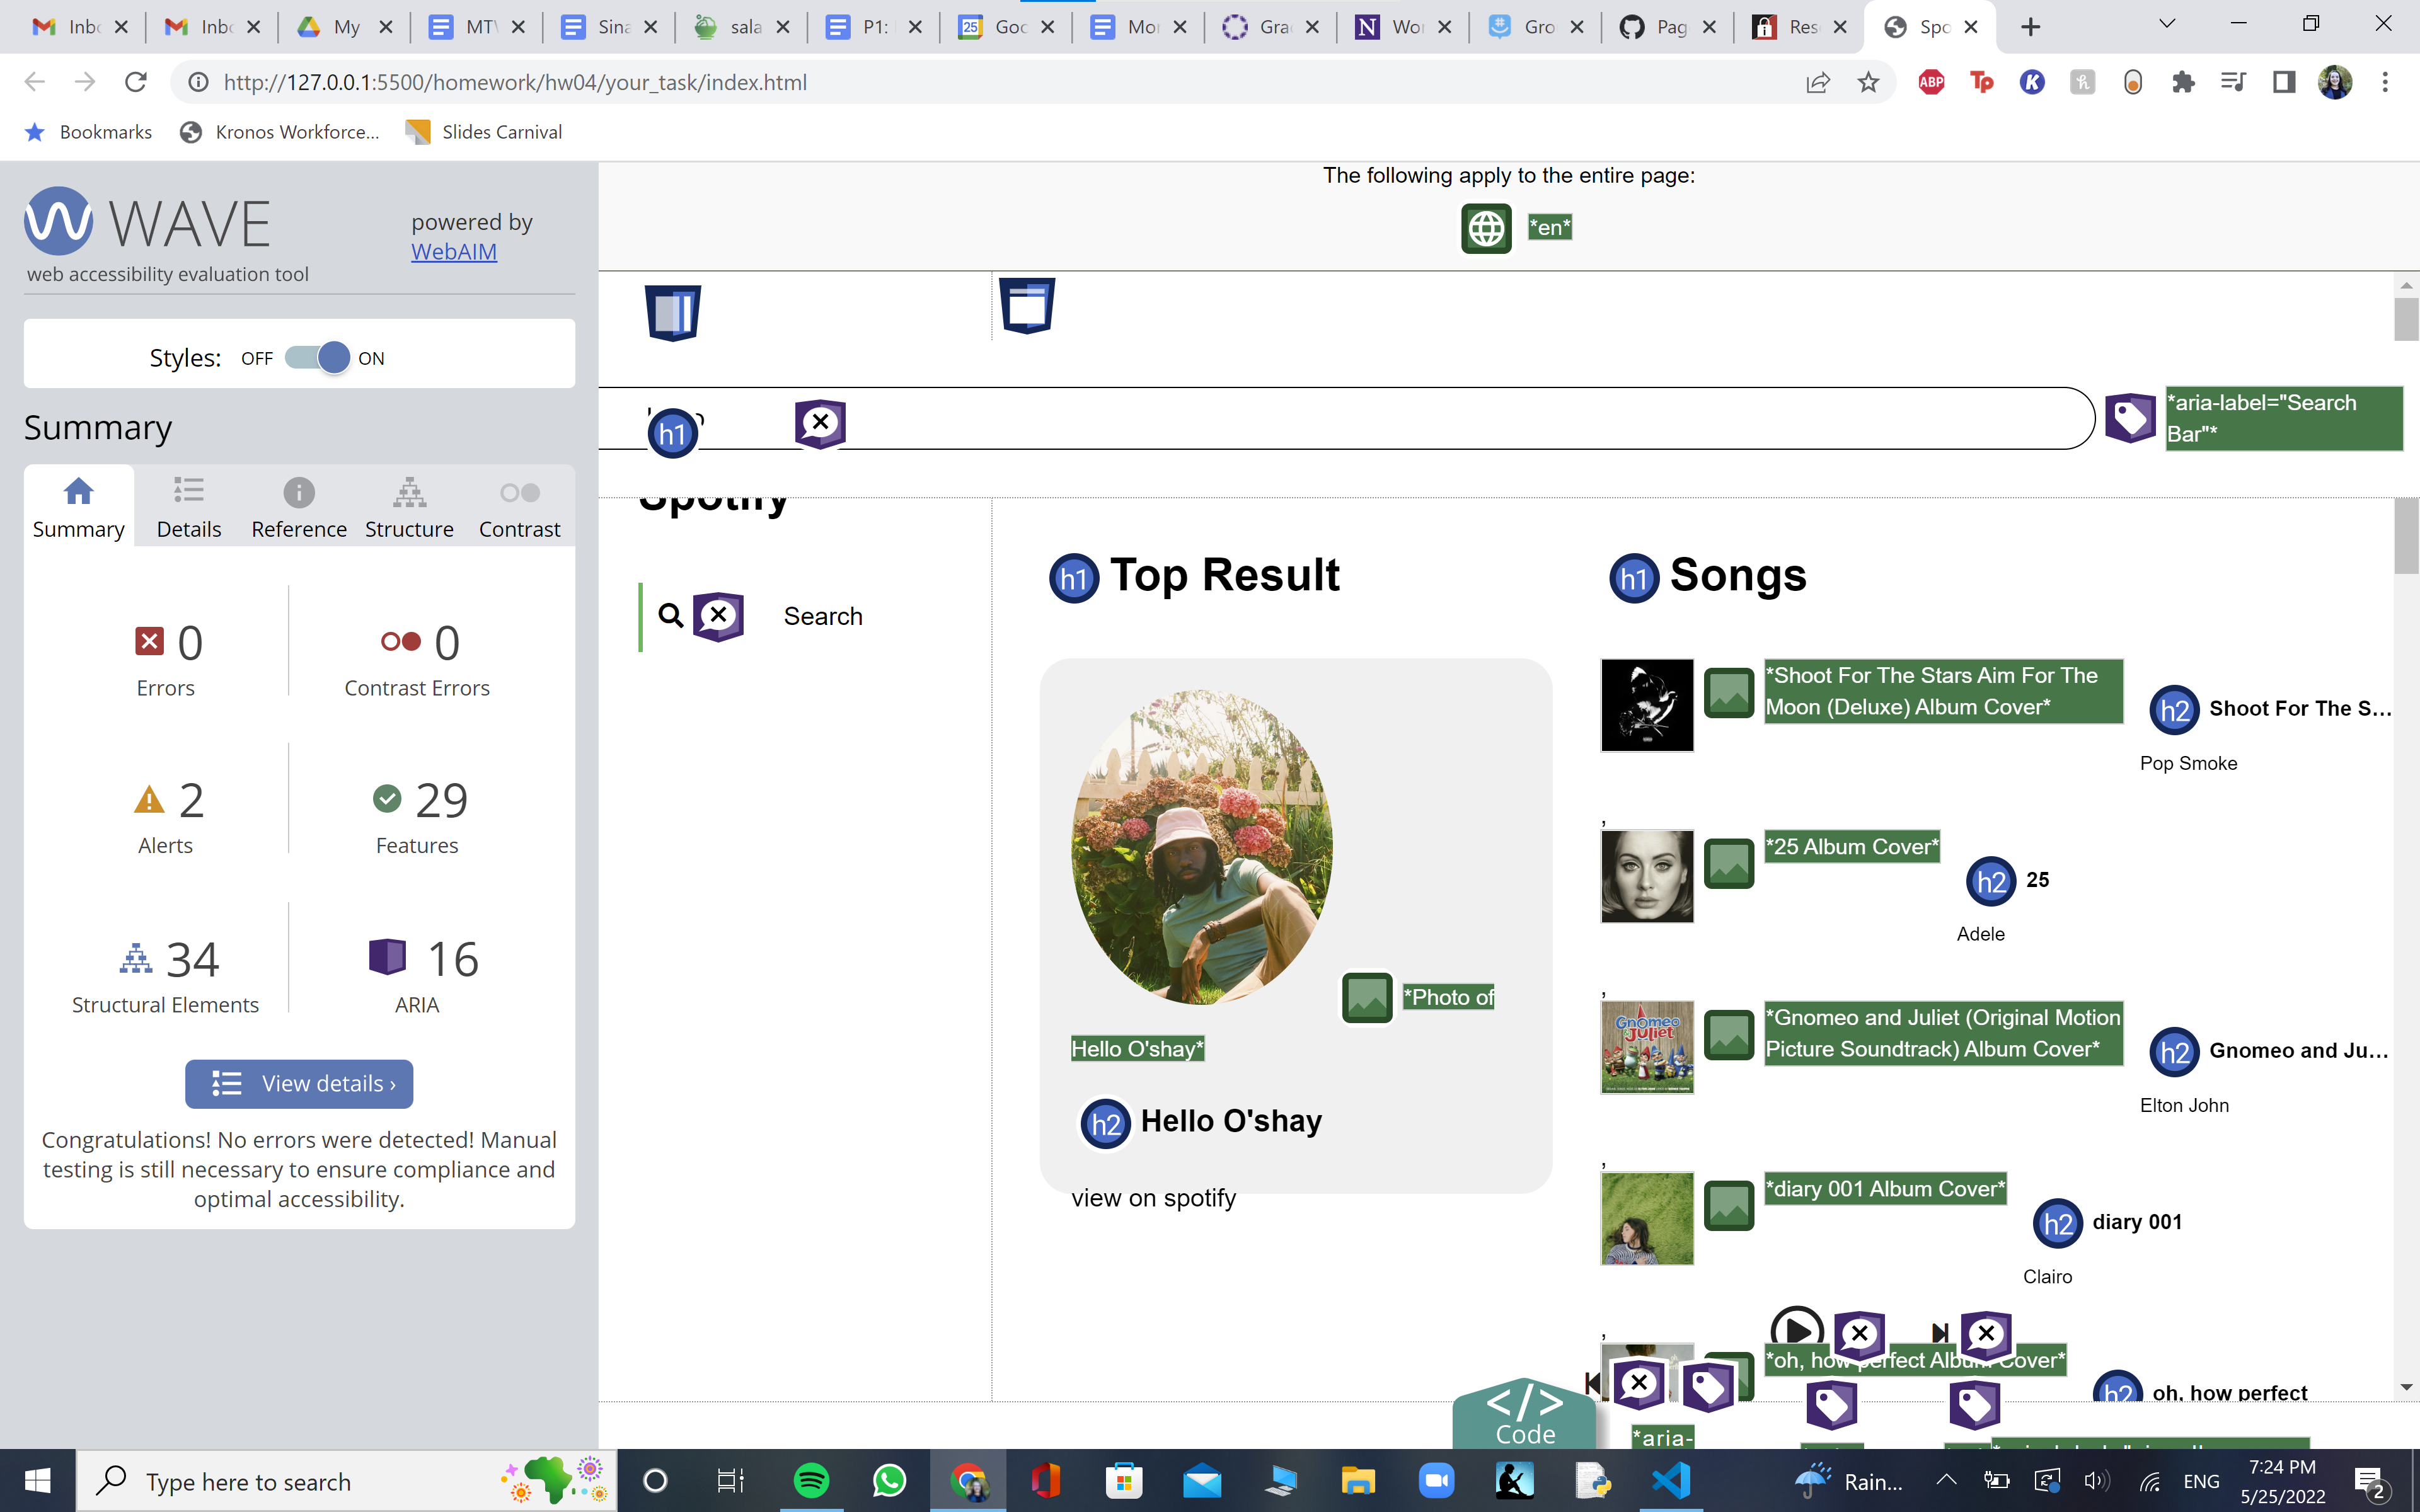 Inbo
Inbo
My
MTV
Sina
sala
P1:
Goo
Mor
Gra
Wor
Gro
Pag
Res
Spo
http://127.0.0.1:5500/homework/hw04/your_task/index.html
Bookmarks
Kronos Workforce...
Slides Carnival
WAVE
web accessibility evaluation tool
powered by
WebAIM
Styles: OFF ON
Summary
Summary Details Reference Structure Contrast
0 Errors
0 Contrast Errors
2 Alerts
29 Features
34 Structural Elements
16 ARIA
View details ›
Congratulations! No errors were detected! Manual
testing is still necessary to ensure compliance and
optimal accessibility.
The following apply to the entire page:
*en*
h1
*aria-label="Search
Bar"*
Spotify
Search
h1 Top Result
*Photo of
Hello O'shay*
h2 Hello O'shay
view on spotify
h1 Songs
*Shoot For The Stars Aim For The
Moon (Deluxe) Album Cover*
h2 Shoot For The S...
Pop Smoke
,
*25 Album Cover*
h2 25
Adele
,
Gnomeo
Juliet
*Gnomeo and Juliet (Original Motion
Picture Soundtrack) Album Cover*
h2 Gnomeo and Ju...
Elton John
,
*diary 001 Album Cover*
h2 diary 001
Clairo
,
*oh, how perfect Album Cover*
h2 oh, how perfect
</>
Code
*aria-
Type here to search
Rain...
ENG
7:24 PM
5/25/2022
2